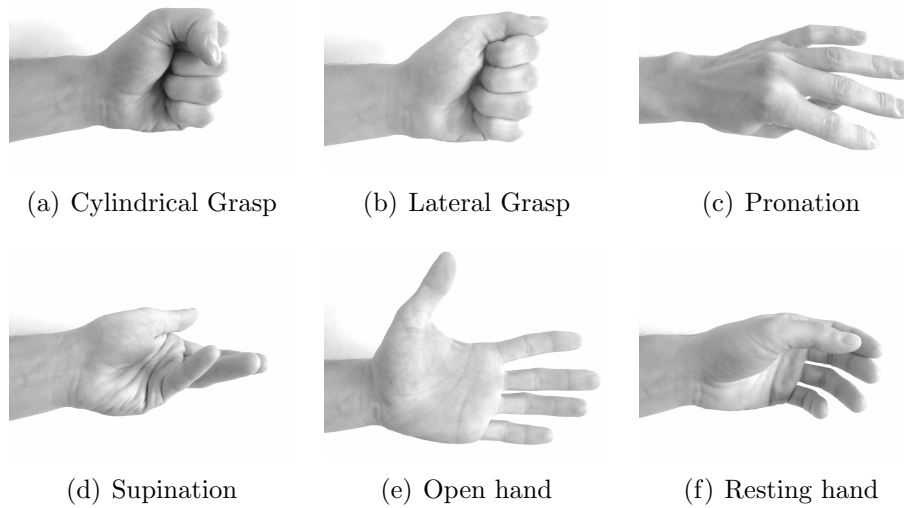 (a) Cylindrical Grasp
(b) Lateral Grasp
(c) Pronation
(d) Supination
(e) Open hand
(f) Resting hand